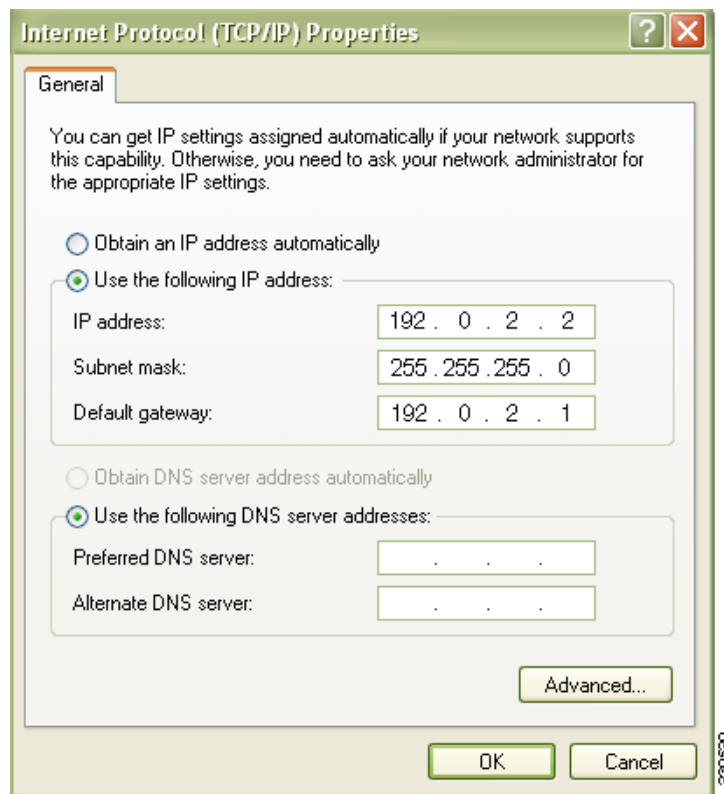 Internet Protocol (TCP/IP) Properties
General
You can get IP settings assigned automatically if your network supports
this capability. Otherwise, you need to ask your network administrator for
the appropriate IP settings.
Obtain an IP address automatically
Use the following IP address:
IP address: 192 . 0 . 2 . 2
Subnet mask: 255 . 255 . 255 . 0
Default gateway: 192 . 0 . 2 . 1
Obtain DNS server address automatically
Use the following DNS server addresses:
Preferred DNS server: . . .
Alternate DNS server: . . .
Advanced...
OK Cancel